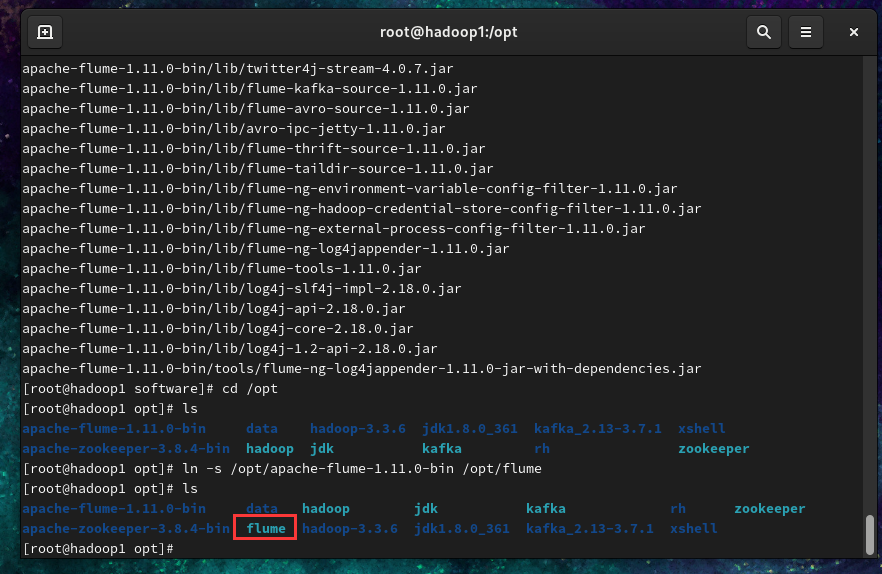 root@hadoop1:/opt
apache-flume-1.11.0-bin/lib/twitter4j-stream-4.0.7.jar
apache-flume-1.11.0-bin/lib/flume-kafka-source-1.11.0.jar
apache-flume-1.11.0-bin/lib/flume-avro-source-1.11.0.jar
apache-flume-1.11.0-bin/lib/avro-ipc-jetty-1.11.0.jar
apache-flume-1.11.0-bin/lib/flume-thrift-source-1.11.0.jar
apache-flume-1.11.0-bin/lib/flume-taildir-source-1.11.0.jar
apache-flume-1.11.0-bin/lib/flume-ng-environment-variable-config-filter-1.11.0.jar
apache-flume-1.11.0-bin/lib/flume-ng-hadoop-credential-store-config-filter-1.11.0.jar
apache-flume-1.11.0-bin/lib/flume-ng-external-process-config-filter-1.11.0.jar
apache-flume-1.11.0-bin/lib/flume-ng-log4jappender-1.11.0.jar
apache-flume-1.11.0-bin/lib/flume-tools-1.11.0.jar
apache-flume-1.11.0-bin/lib/log4j-slf4j-impl-2.18.0.jar
apache-flume-1.11.0-bin/lib/log4j-api-2.18.0.jar
apache-flume-1.11.0-bin/lib/log4j-core-2.18.0.jar
apache-flume-1.11.0-bin/lib/log4j-1.2-api-2.18.0.jar
apache-flume-1.11.0-bin/tools/flume-ng-log4jappender-1.11.0-jar-with-dependencies.jar
[root@hadoop1 software]# cd /opt
[root@hadoop1 opt]# ls
apache-flume-1.11.0-bin     data    hadoop-3.3.6  jdk1.8.0_361  kafka_2.13-3.7.1  xshell
apache-zookeeper-3.8.4-bin  hadoop  jdk           kafka         rh                zookeeper
[root@hadoop1 opt]# ln -s /opt/apache-flume-1.11.0-bin /opt/flume
[root@hadoop1 opt]# ls
apache-flume-1.11.0-bin     data   hadoop        jdk           kafka             rh      zookeeper
apache-zookeeper-3.8.4-bin  flume  hadoop-3.3.6  jdk1.8.0_361  kafka_2.13-3.7.1  xshell
[root@hadoop1 opt]#